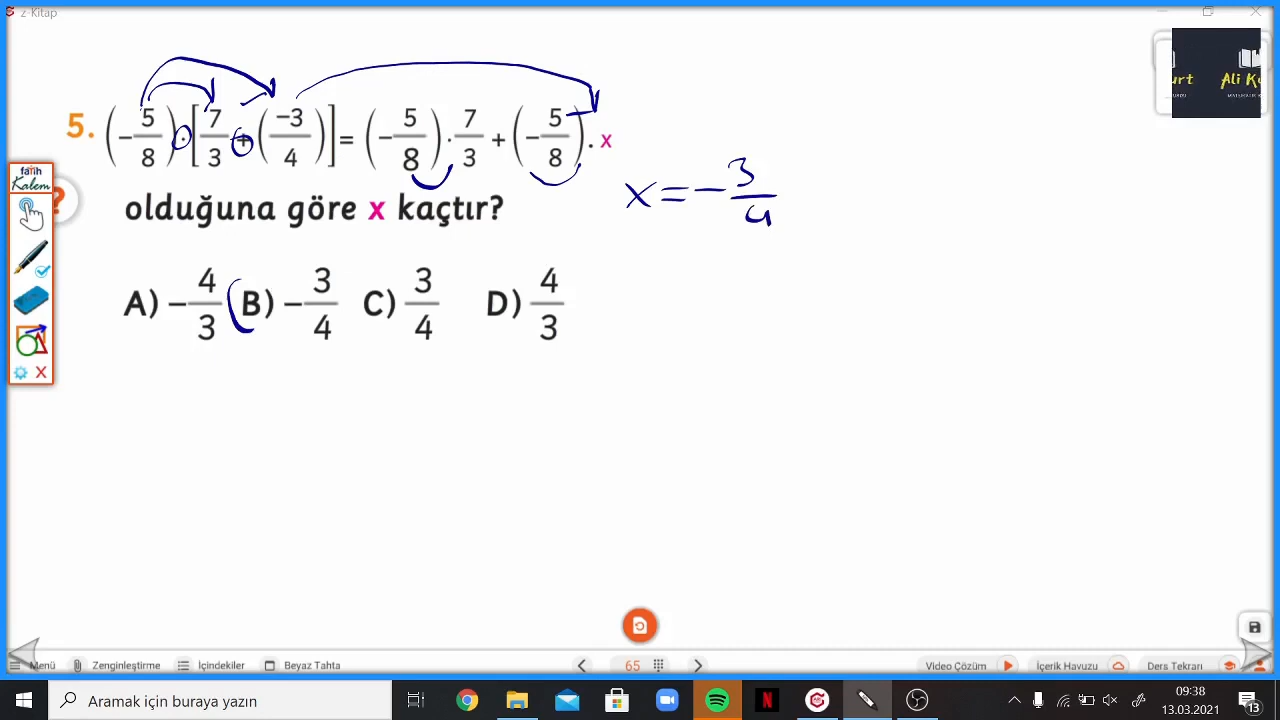 z-Kitap
5. (-5/8) · [7/3 + (-3/4)] = (-5/8) · 7/3 + (-5/8) . x
x = -3/4
olduğuna göre x kaçtır?
A) -4/3 B) -3/4 C) 3/4 D) 4/3
fatih
Kalem
Ali
Menü Zenginleştirme İçindekiler Beyaz Tahta 65 Video Çözüm İçerik Havuzu Ders Tekrarı
Aramak için buraya yazın
09:38
13.03.2021
13